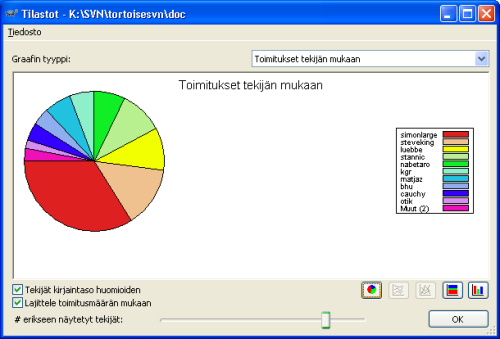 Tilastot - K:\SVN\tortoisesvn\doc
Tiedosto
Graafin tyyppi:
Toimitukset tekijän mukaan
Toimitukset tekijän mukaan
simonlarge
steveking
luebbe
stannic
nabetaro
kgr
matjaz
bhu
cauchy
otik
Muut (2)
Tekijät kirjaintaso huomioiden
Lajittele toimitusmäärän mukaan
# erikseen näytetyt tekijät:
OK